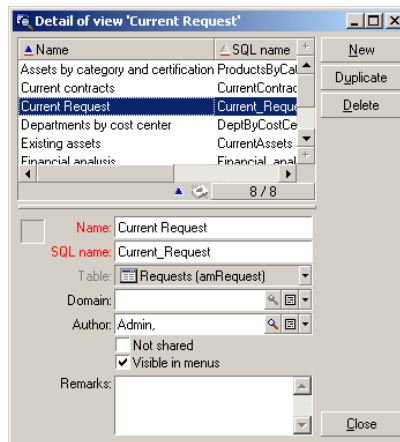 Detail of view 'Current Request'
Name SQL name
Assets by category and certification ProductsByCat
Current contracts CurrentContrac
Current Request Current_Reque
Departments by cost center DeptByCostCe
Existing assets CurrentAssets
Financial analysis Financial_anal
8 / 8
New
Duplicate
Delete
Name: Current Request
SQL name: Current_Request
Table: Requests (amRequest)
Domain:
Author: Admin,
Not shared
Visible in menus
Remarks:
Close